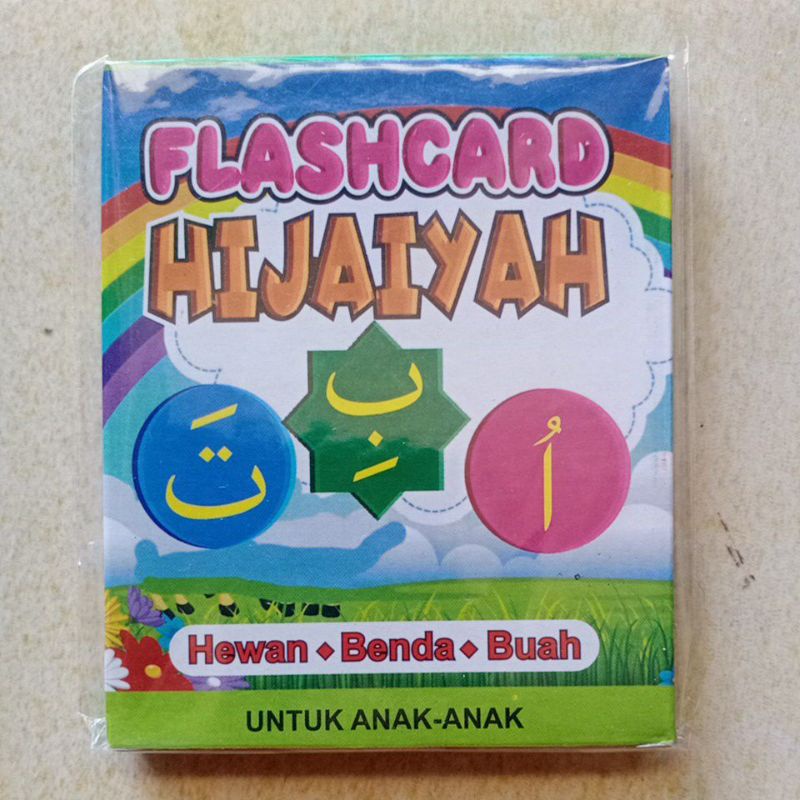 FLASHCARD
HIJAIYAH
تَ بِ اُ
Hewan ◆ Benda ◆ Buah
UNTUK ANAK-ANAK